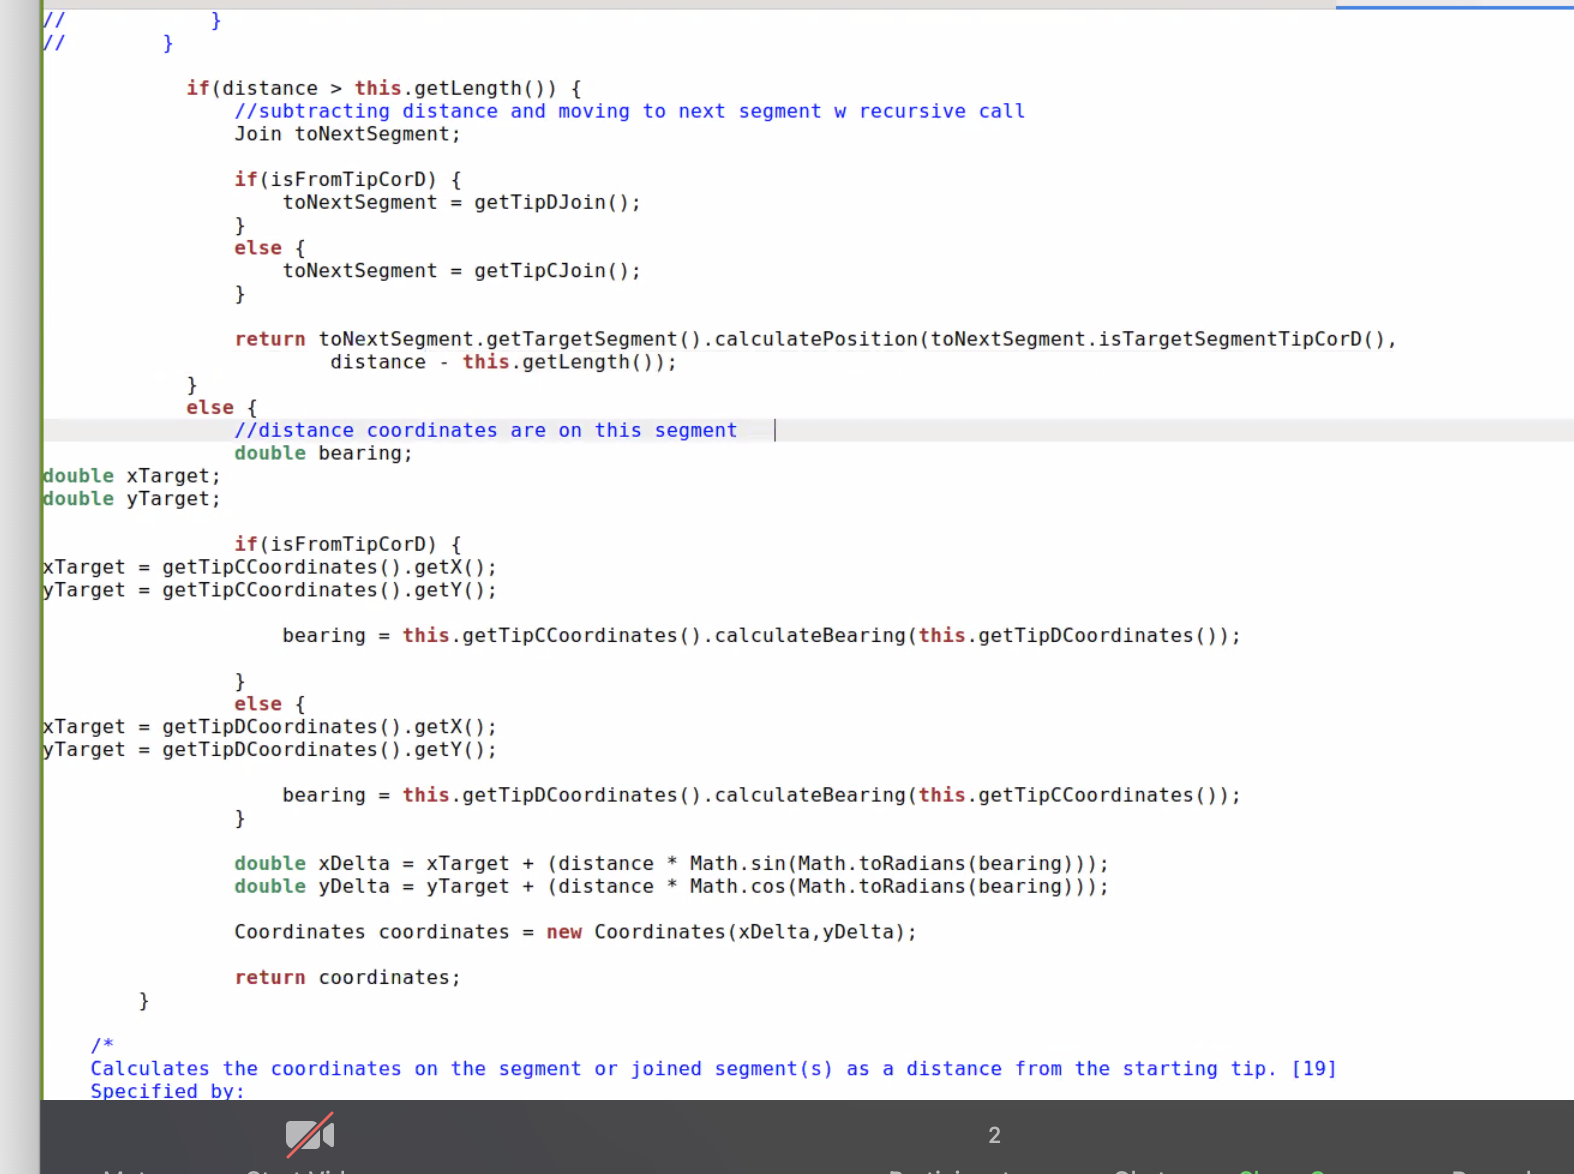 //            }
//        }
if(distance > this.getLength()) {
//subtracting distance and moving to next segment w recursive call
Join toNextSegment;
if(isFromTipCorD) {
toNextSegment = getTipDJoin();
}
else {
toNextSegment = getTipCJoin();
}
return toNextSegment.getTargetSegment().calculatePosition(toNextSegment.isTargetSegmentTipCorD(),
distance - this.getLength());
}
else {
//distance coordinates are on this segment
double bearing;
double xTarget;
double yTarget;
if(isFromTipCorD) {
xTarget = getTipCCoordinates().getX();
yTarget = getTipCCoordinates().getY();
bearing = this.getTipCCoordinates().calculateBearing(this.getTipDCoordinates());
}
else {
xTarget = getTipDCoordinates().getX();
yTarget = getTipDCoordinates().getY();
bearing = this.getTipDCoordinates().calculateBearing(this.getTipCCoordinates());
}
double xDelta = xTarget + (distance * Math.sin(Math.toRadians(bearing)));
double yDelta = yTarget + (distance * Math.cos(Math.toRadians(bearing)));
Coordinates coordinates = new Coordinates(xDelta,yDelta);
return coordinates;
}
/*
Calculates the coordinates on the segment or joined segment(s) as a distance from the starting tip. [19]
Specified by:
2